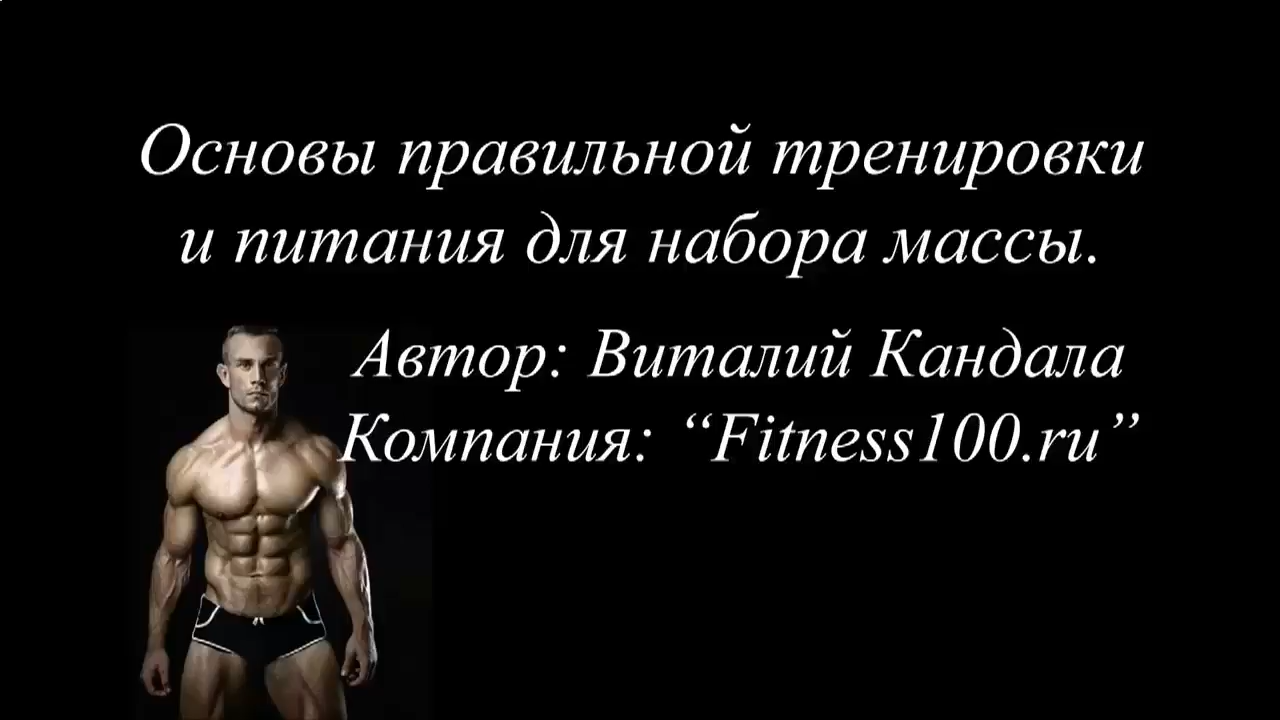 Основы правильной тренировки
и питания для набора массы.
Автор: Виталий Кандала
Компания: “Fitness100.ru”